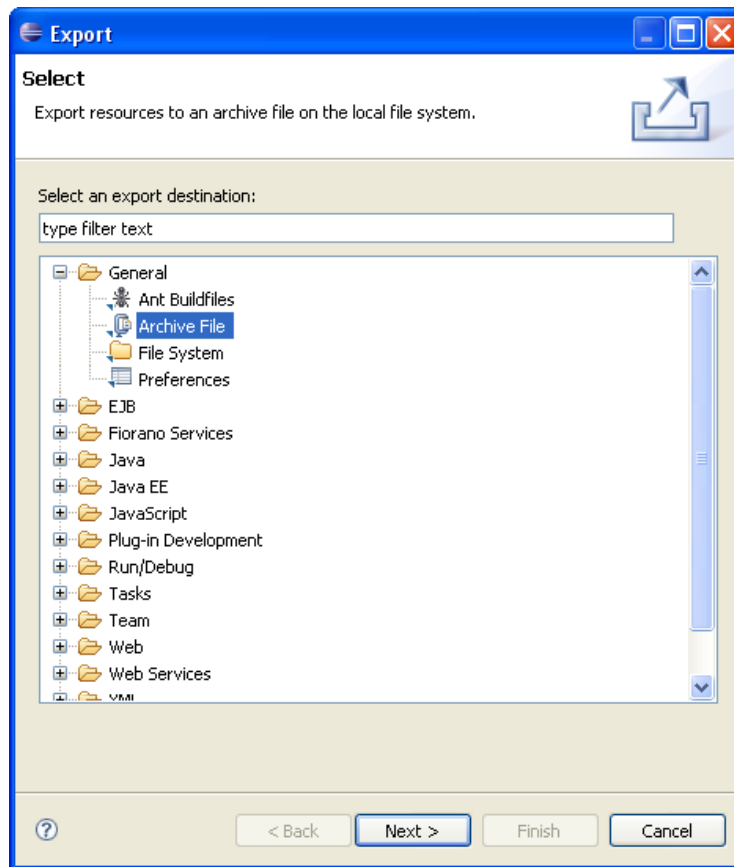 Export
Select
Export resources to an archive file on the local file system.
Select an export destination:
type filter text
General
Ant Buildfiles
Archive File
File System
Preferences
EJB
Fiorano Services
Java
Java EE
JavaScript
Plug-in Development
Run/Debug
Tasks
Team
Web
Web Services
XML
< Back Next > Finish Cancel